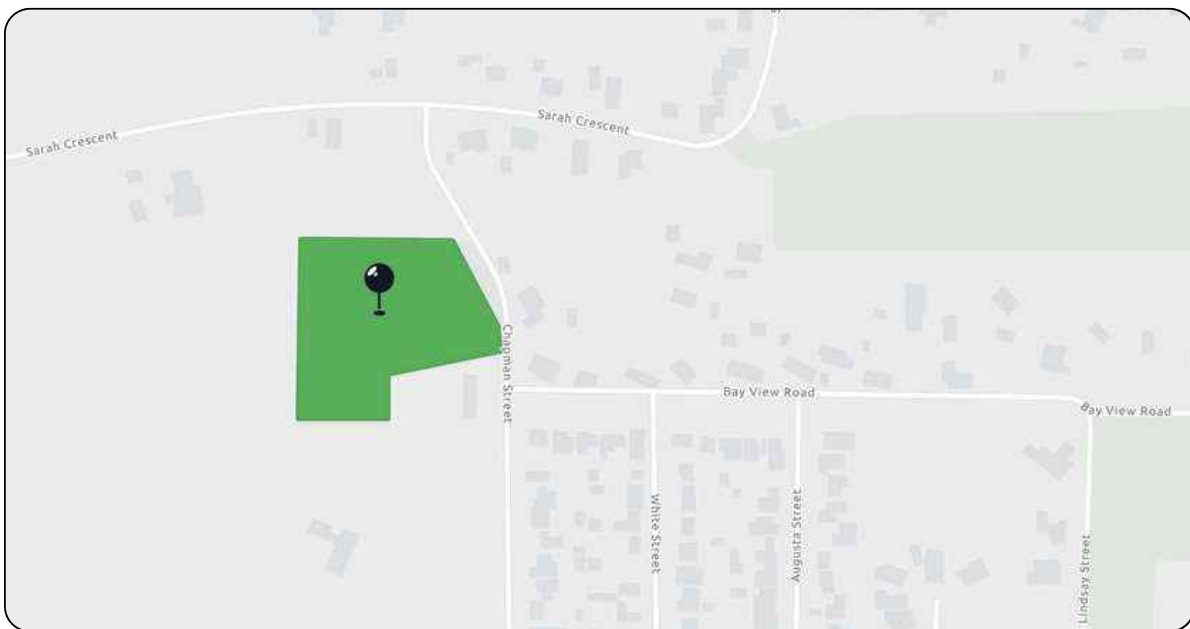 Sarah Crescent
Sarah Crescent
Chapman Street
Bay View Road
Bay View Road
White Street
Augusta Street
Lindsay Street